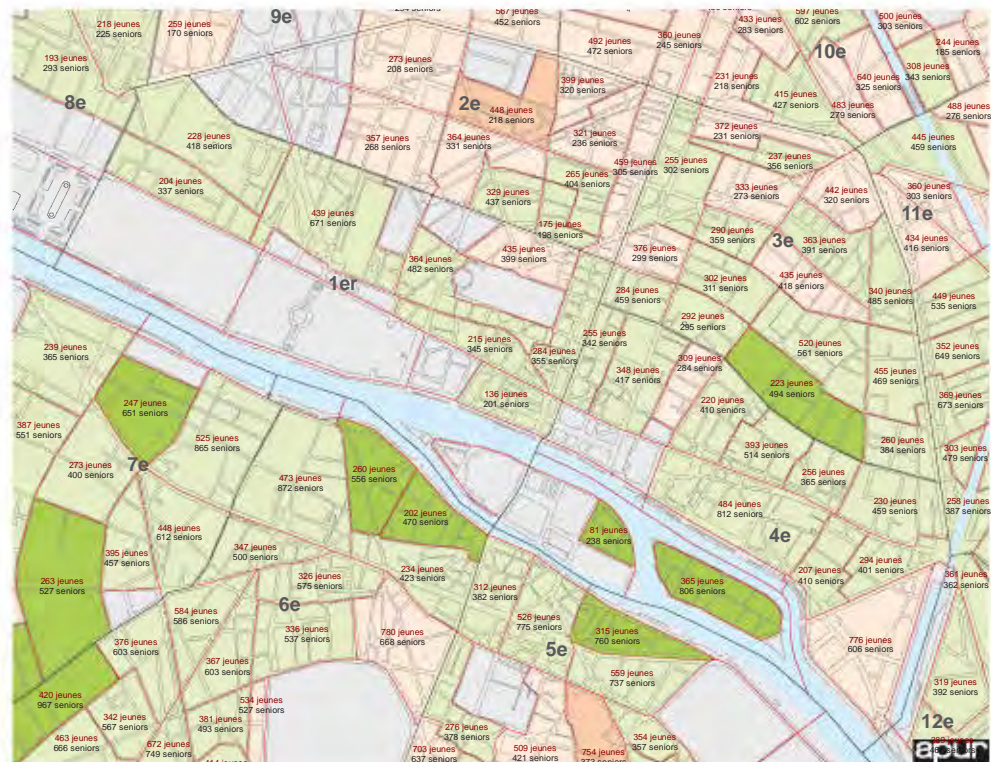 567 jeunes
452 seniors
597 jeunes
602 seniors
433 jeunes
283 seniors
500 jeunes
303 seniors
218 jeunes
225 seniors
259 jeunes
170 seniors
9e
360 jeunes
245 seniors
492 jeunes
472 seniors
10e
244 jeunes
185 seniors
193 jeunes
293 seniors
273 jeunes
208 seniors
308 jeunes
343 seniors
8e
399 jeunes
320 seniors
231 jeunes
218 seniors
640 jeunes
325 seniors
415 jeunes
427 seniors
2e
448 jeunes
218 seniors
483 jeunes
279 seniors
488 jeunes
276 seniors
228 jeunes
418 seniors
357 jeunes
268 seniors
364 jeunes
331 seniors
321 jeunes
236 seniors
372 jeunes
231 seniors
445 jeunes
459 seniors
459 jeunes
305 seniors
255 jeunes
302 seniors
237 jeunes
356 seniors
204 jeunes
337 seniors
265 jeunes
404 seniors
333 jeunes
273 seniors
442 jeunes
320 seniors
360 jeunes
303 seniors
329 jeunes
437 seniors
439 jeunes
671 seniors
11e
175 jeunes
198 seniors
290 jeunes
359 seniors
3e
363 jeunes
391 seniors
434 jeunes
416 seniors
435 jeunes
399 seniors
376 jeunes
299 seniors
364 jeunes
482 seniors
1er
302 jeunes
311 seniors
435 jeunes
418 seniors
284 jeunes
459 seniors
340 jeunes
485 seniors
449 jeunes
535 seniors
292 jeunes
295 seniors
239 jeunes
365 seniors
215 jeunes
345 seniors
255 jeunes
342 seniors
520 jeunes
561 seniors
352 jeunes
649 seniors
284 jeunes
355 seniors
309 jeunes
284 seniors
348 jeunes
417 seniors
455 jeunes
469 seniors
223 jeunes
494 seniors
136 jeunes
201 seniors
369 jeunes
673 seniors
247 jeunes
651 seniors
220 jeunes
410 seniors
387 jeunes
551 seniors
525 jeunes
865 seniors
393 jeunes
514 seniors
260 jeunes
384 seniors
303 jeunes
479 seniors
7e
273 jeunes
400 seniors
260 jeunes
556 seniors
473 jeunes
872 seniors
256 jeunes
365 seniors
484 jeunes
812 seniors
230 jeunes
459 seniors
258 jeunes
387 seniors
202 jeunes
470 seniors
448 jeunes
612 seniors
81 jeunes
238 seniors
4e
395 jeunes
457 seniors
347 jeunes
500 seniors
294 jeunes
401 seniors
234 jeunes
423 seniors
207 jeunes
410 seniors
361 jeunes
362 seniors
263 jeunes
527 seniors
326 jeunes
575 seniors
365 jeunes
806 seniors
312 jeunes
382 seniors
6e
584 jeunes
586 seniors
526 jeunes
775 seniors
336 jeunes
537 seniors
780 jeunes
668 seniors
315 jeunes
760 seniors
376 jeunes
603 seniors
776 jeunes
606 seniors
5e
367 jeunes
603 seniors
559 jeunes
737 seniors
319 jeunes
392 seniors
420 jeunes
967 seniors
534 jeunes
527 seniors
342 jeunes
567 seniors
381 jeunes
493 seniors
12e
276 jeunes
378 seniors
463 jeunes
666 seniors
354 jeunes
357 seniors
672 jeunes
749 seniors
703 jeunes
637 seniors
509 jeunes
421 seniors
754 jeunes
apur